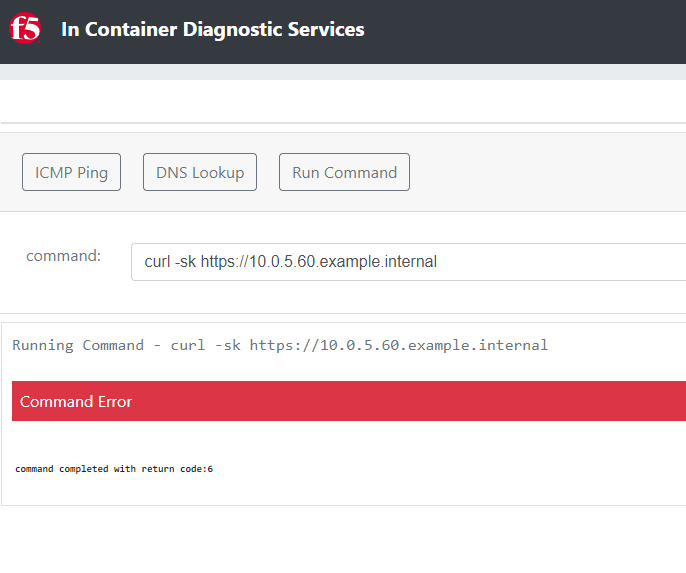 f5
In Container Diagnostic Services
ICMP Ping
DNS Lookup
Run Command
command:
curl -sk https://10.0.5.60.example.internal
Running Command - curl -sk https://10.0.5.60.example.internal
Command Error
command completed with return code:6